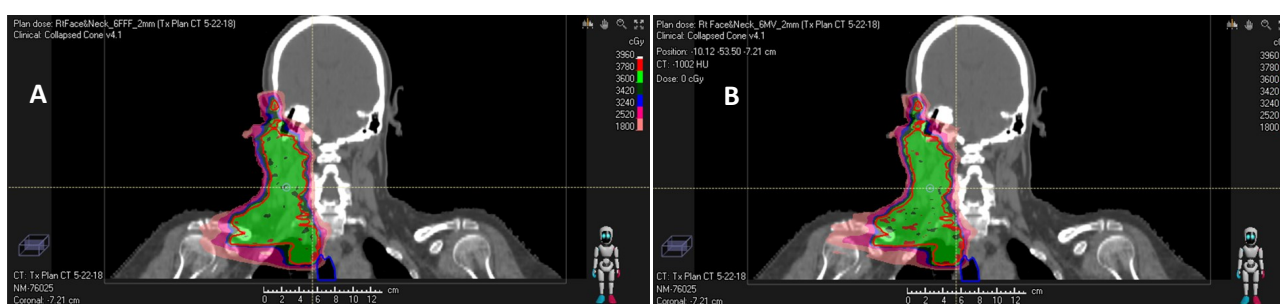 Plan dose: Rt Face&Neck_6FFF_2mm (Tx Plan CT 5-22-18)
Clinical: Collapsed Cone v4.1
cGy
3960
3780
3600
3420
3240
2520
1800
A
CT: Tx Plan CT 5-22-18
NM-76025
Coronal: -7.21 cm
0 2 4 6 8 10 12 cm
Plan dose: Rt Face&Neck_6MV_2mm (Tx Plan CT 5-22-18)
Clinical: Collapsed Cone v4.1
Position: -10.12 -53.50 -7.21 cm
CT: -1002 HU
Dose: 0 cGy
3960
3780
3600
3420
3240
2520
1800
B
CT: Tx Plan CT 5-22-18
NM-76025
Coronal: -7.21 cm
0 2 4 6 8 10 12 cm